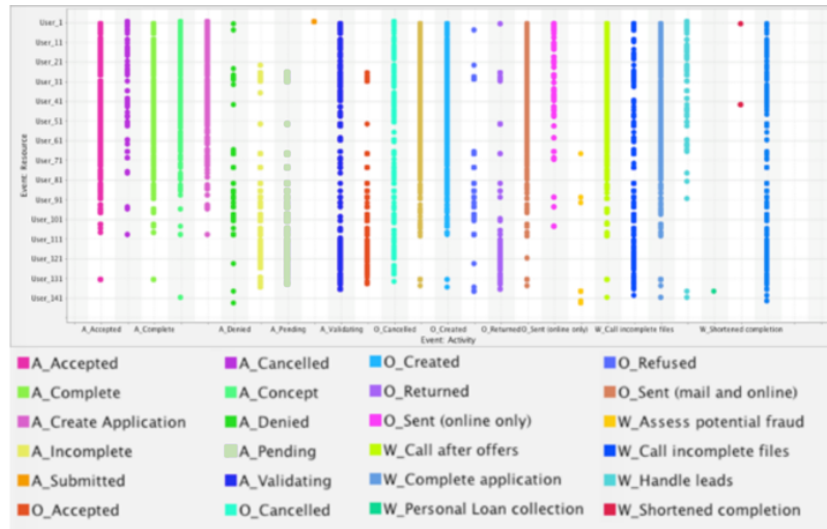 User_1
User_11
User_21
User_31
User_41
User_51
User_61
User_71
User_81
User_91
User_101
User_111
User_121
User_131
User_141
Event: Resource
A_Accepted A_Complete A_Denied A_Pending A_Validating O_Cancelled O_Created O_Returned O_Sent (online only) W_Call incomplete files W_Shortened completion
Event: Activity
A_Accepted A_Cancelled O_Created O_Refused
A_Complete A_Concept O_Returned O_Sent (mail and online)
A_Create Application A_Denied O_Sent (online only) W_Assess potential fraud
A_Incomplete A_Pending W_Call after offers W_Call incomplete files
A_Submitted A_Validating W_Complete application W_Handle leads
O_Accepted O_Cancelled W_Personal Loan collection W_Shortened completion